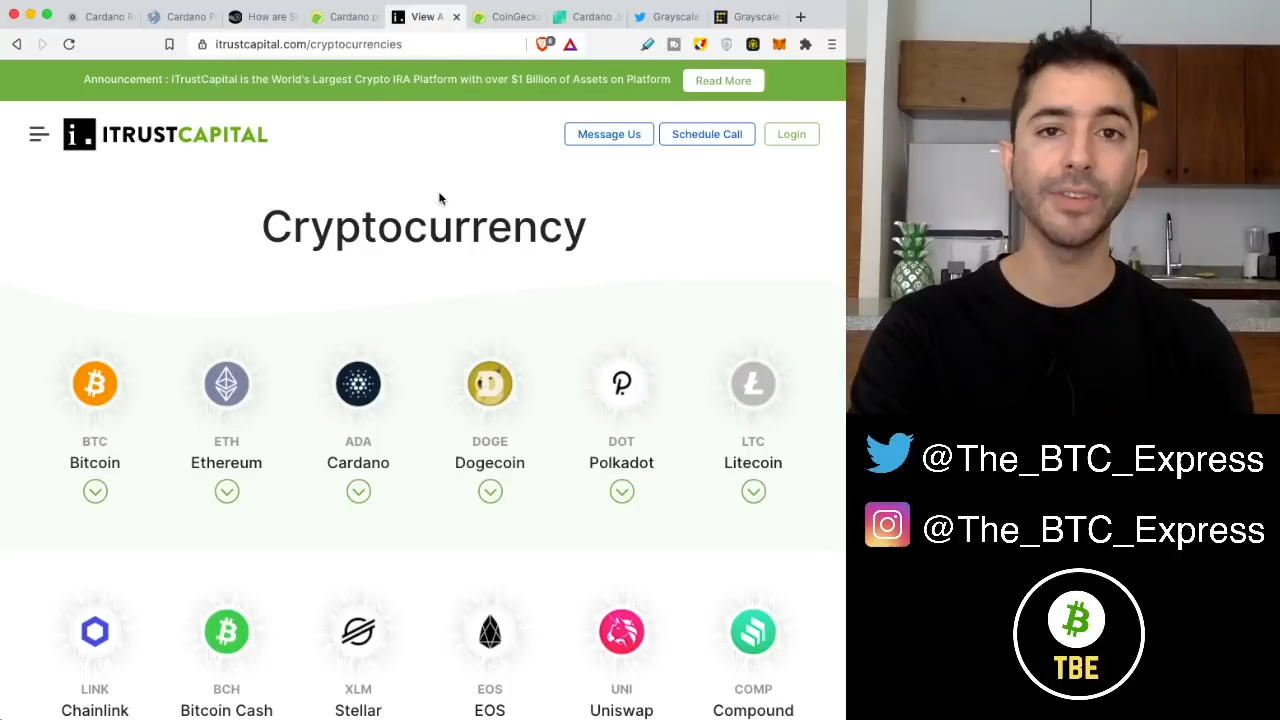 Cardano R
Cardano P
How are S
Cardano p
View A
CoinGeck
Cardano
Grayscale
Grayscale
itrustcapital.com/cryptocurrencies
Announcement : iTrustCapital is the World's Largest Crypto IRA Platform with over $1 Billion of Assets on Platform
Read More
i. ITRUSTCAPITAL
Message Us
Schedule Call
Login
Cryptocurrency
BTC
ETH
ADA
DOGE
DOT
LTC
Bitcoin
Ethereum
Cardano
Dogecoin
Polkadot
Litecoin
LINK
BCH
XLM
EOS
UNI
COMP
Chainlink
Bitcoin Cash
Stellar
EOS
Uniswap
Compound
@The_BTC_Express
@The_BTC_Express
TBE